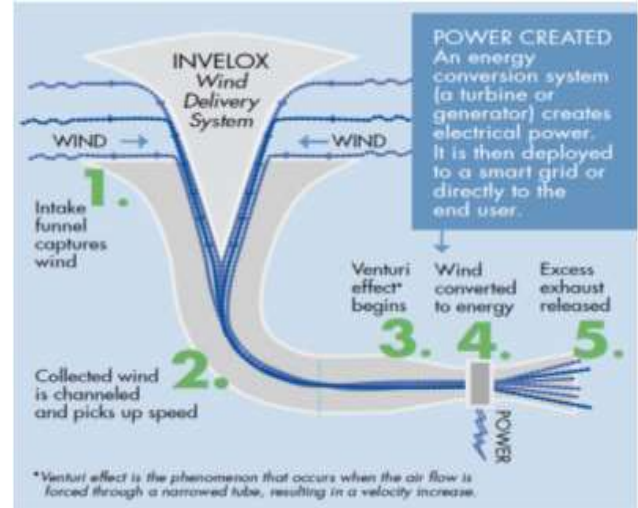 INVELOX
Wind
Delivery
System
POWER CREATED
An energy
conversion system
(a turbine or
generator) creates
electrical power.
It is then deployed
to a smart grid or
directly to the
end user.
WIND
WIND
1.
Intake
funnel
captures
wind
Venturi
effect*
begins
3.
Wind
converted
to energy
4.
Excess
exhaust
released
5.
2.
Collected wind
is channeled
and picks up speed
POWER
*Venturi effect is the phenomenon that occurs when the air flow is
forced through a narrowed tube, resulting in a velocity increase.